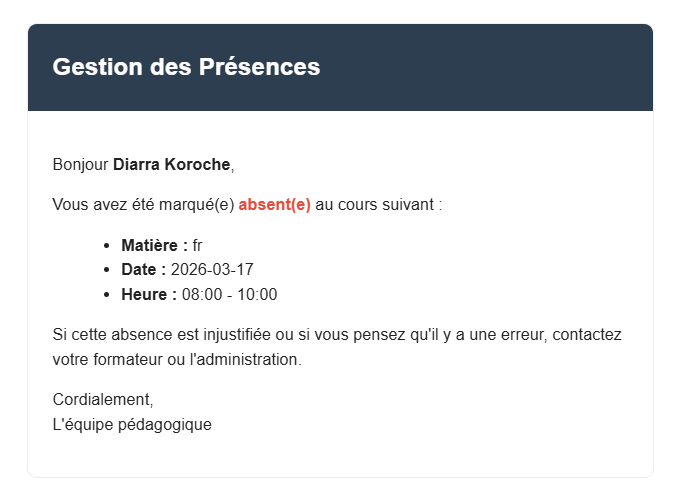 Gestion des Présences
Bonjour Diarra Koroche,
Vous avez été marqué(e) absent(e) au cours suivant :
• Matière : fr
• Date : 2026-03-17
• Heure : 08:00 - 10:00
Si cette absence est injustifiée ou si vous pensez qu'il y a une erreur, contactez
votre formateur ou l'administration.
Cordialement,
L'équipe pédagogique